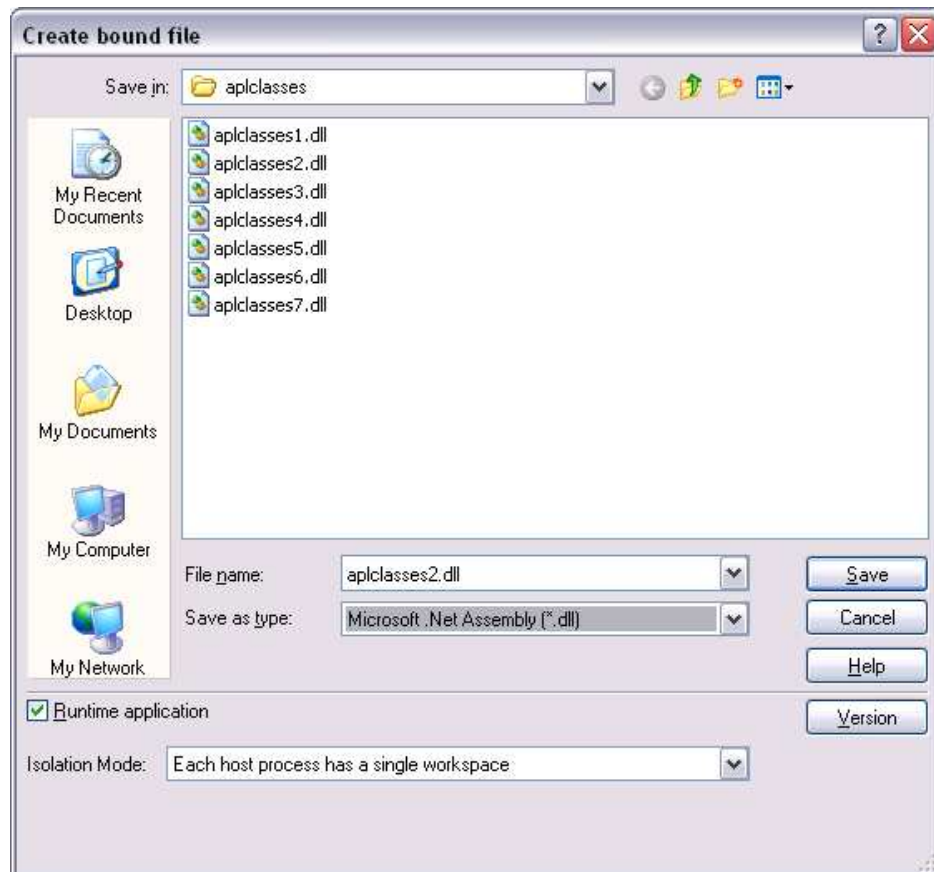 Create bound file
?
Save in: aplclasses
aplclasses1.dll
aplclasses2.dll
aplclasses3.dll
aplclasses4.dll
aplclasses5.dll
aplclasses6.dll
aplclasses7.dll
My Recent
Documents
Desktop
My Documents
My Computer
My Network
File name: aplclasses2.dll
Save
Save as type: Microsoft .Net Assembly (*.dll)
Cancel
Help
Runtime application
Version
Isolation Mode: Each host process has a single workspace